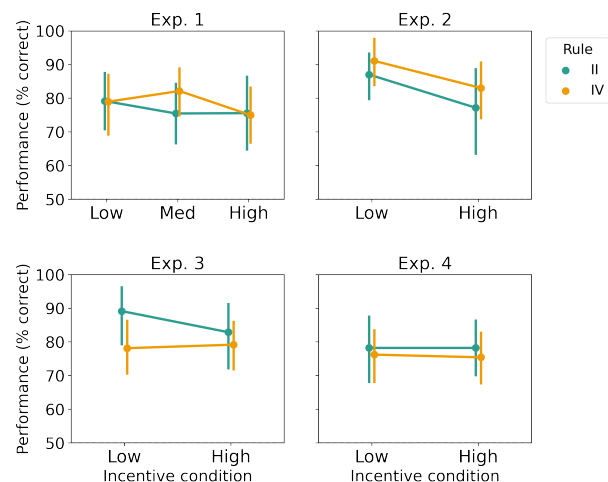 Exp. 1
Performance (% correct)
100
90
80
70
60
50
Low Med High
Exp. 2
Low High
Rule
II
IV
Exp. 3
Performance (% correct)
100
90
80
70
60
50
Low High
Incentive condition
Exp. 4
Low High
Incentive condition